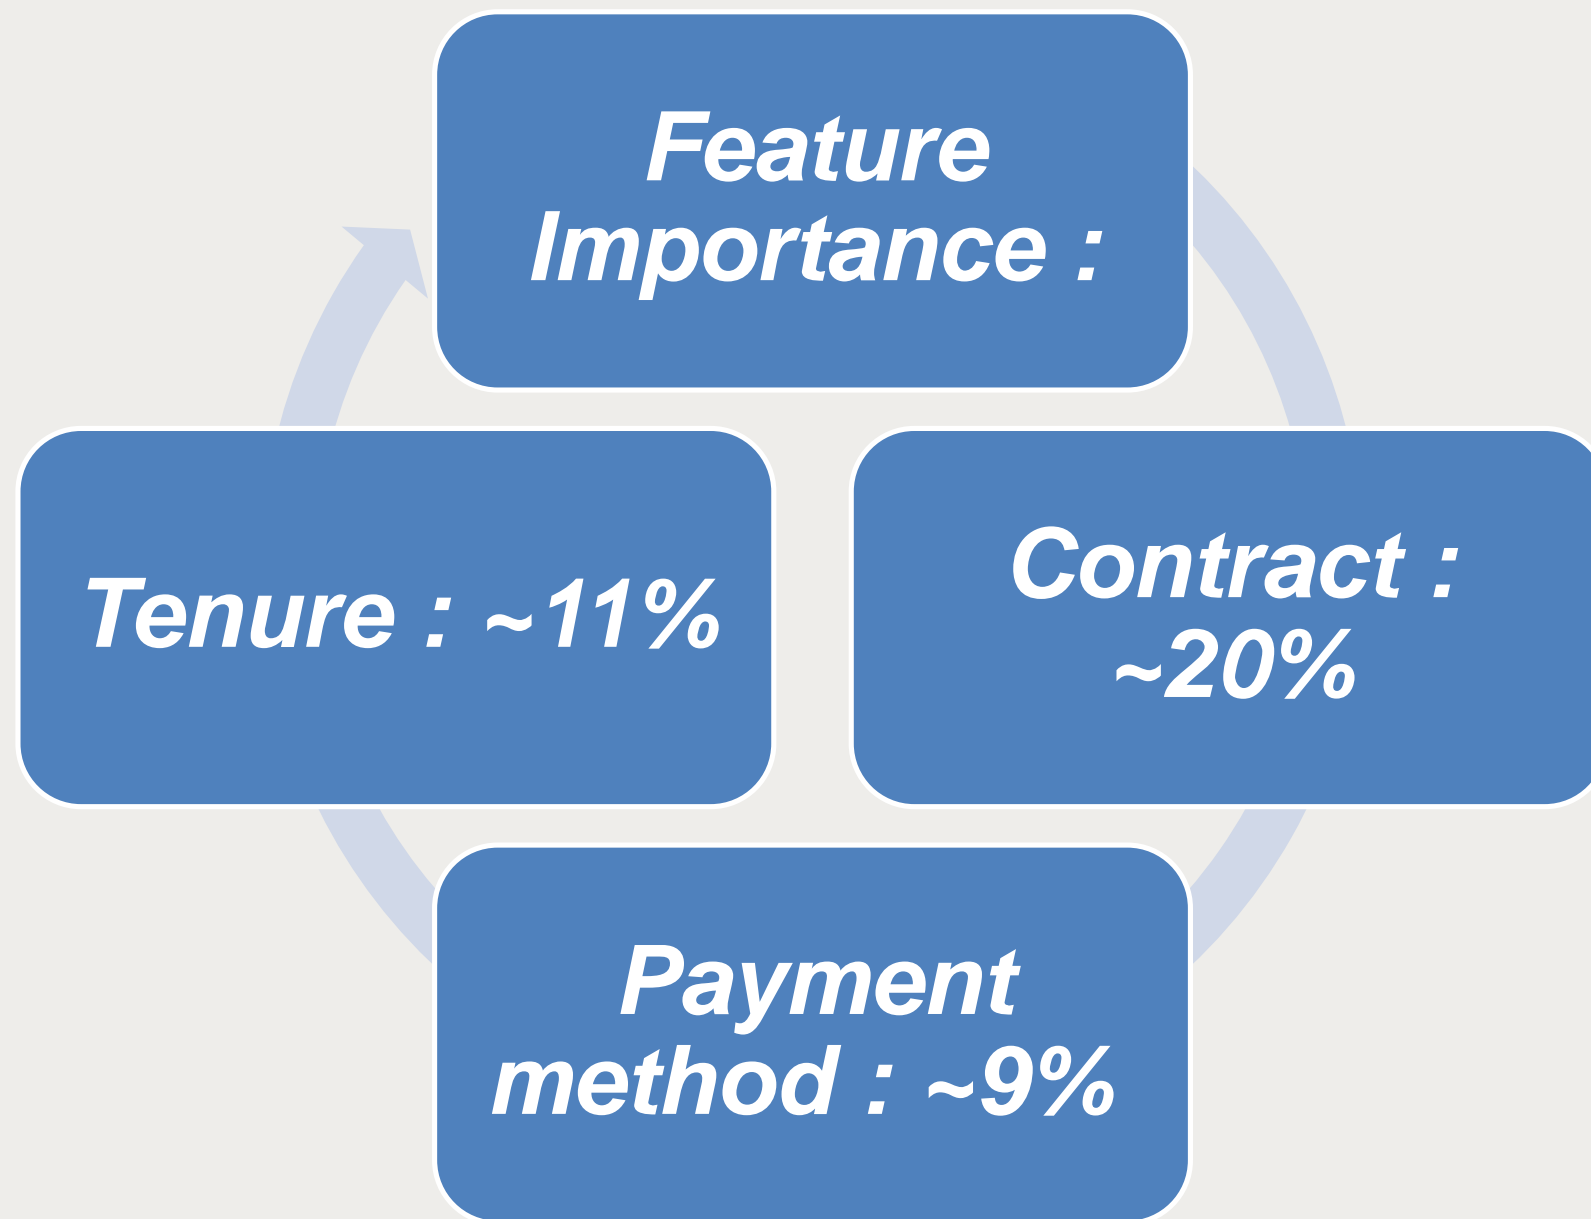 Feature
Importance :
Tenure : ~11%
Contract :
~20%
Payment
method : ~9%